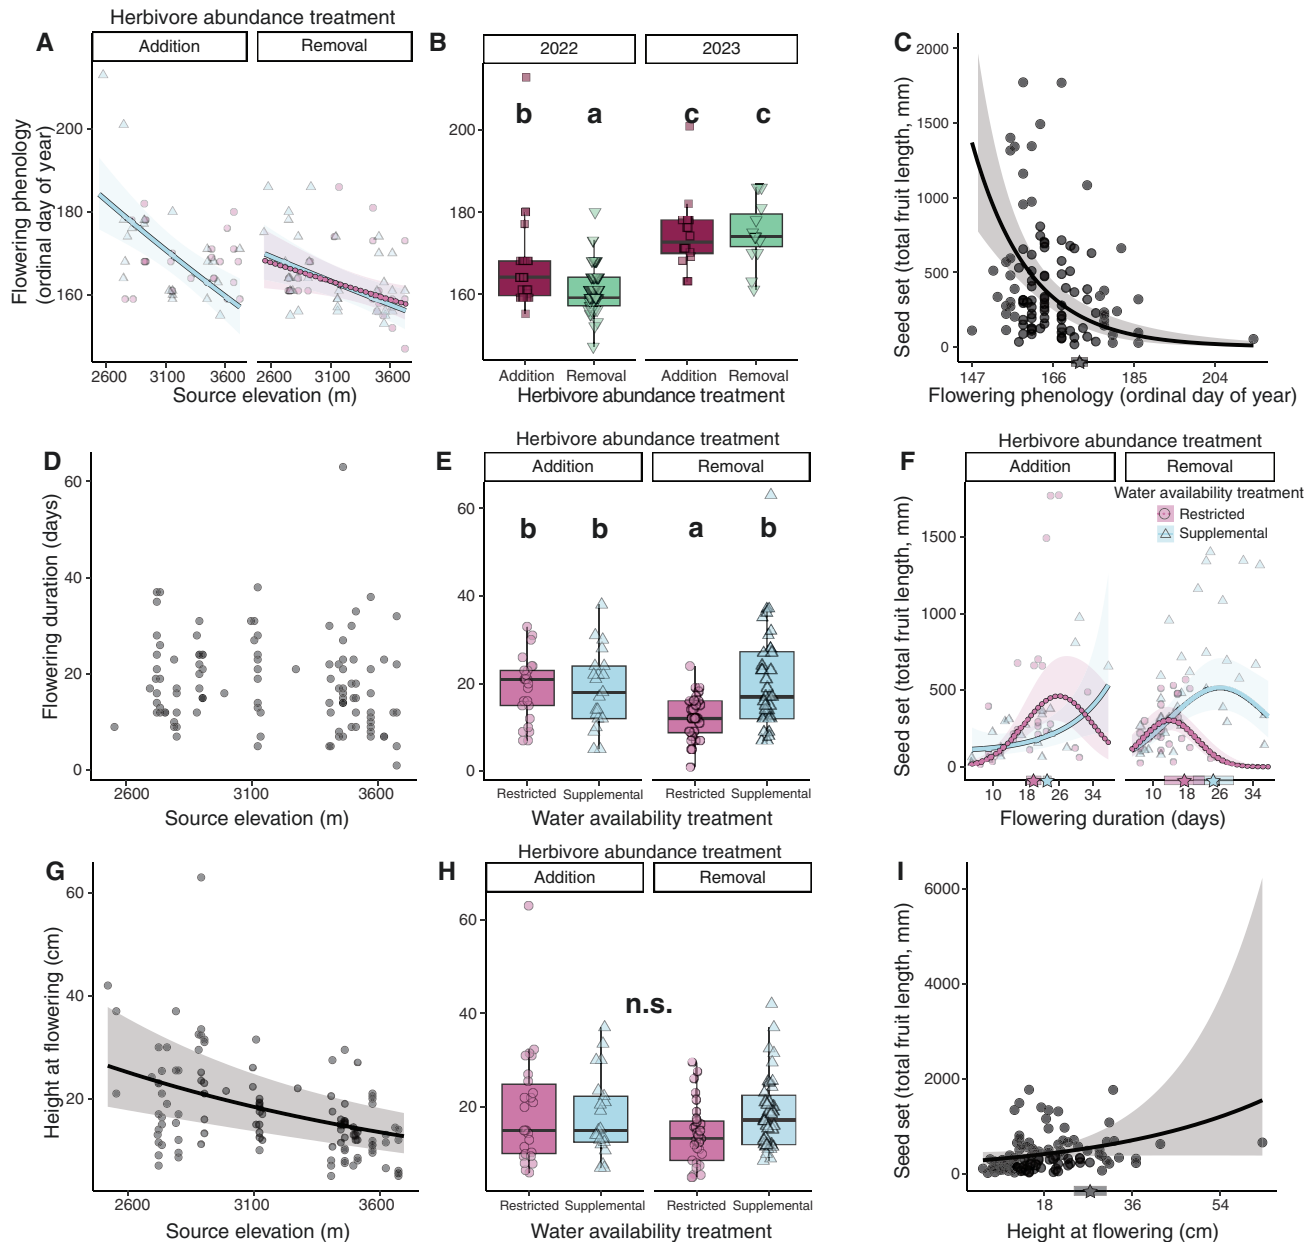 Herbivore abundance treatment
A
Addition
Removal
Flowering phenology
(ordinal day of year)
200
180
160
2600
3100
3600
2600
3100
3600
Source elevation (m)
B
2022
2023
b
a
c
c
200
180
160
Addition
Removal
Addition
Removal
Herbivore abundance treatment
C
Seed set (total fruit length, mm)
2000
1500
1000
500
0
147
166
185
204
Flowering phenology (ordinal day of year)
D
Flowering duration (days)
60
40
20
0
2600
3100
3600
Source elevation (m)
Herbivore abundance treatment
E
Addition
Removal
b
b
a
b
60
40
20
0
Restricted
Supplemental
Restricted
Supplemental
Water availability treatment
Herbivore abundance treatment
F
Addition
Removal
Water availability treatment
Restricted
Supplemental
Seed set (total fruit length, mm)
1500
1000
500
0
10
18
26
34
10
18
26
34
Flowering duration (days)
G
Height at flowering (cm)
60
40
20
2600
3100
3600
Source elevation (m)
Herbivore abundance treatment
H
Addition
Removal
n.s.
60
40
20
Restricted
Supplemental
Restricted
Supplemental
Water availability treatment
I
Seed set (total fruit length, mm)
6000
4000
2000
0
18
36
54
Height at flowering (cm)